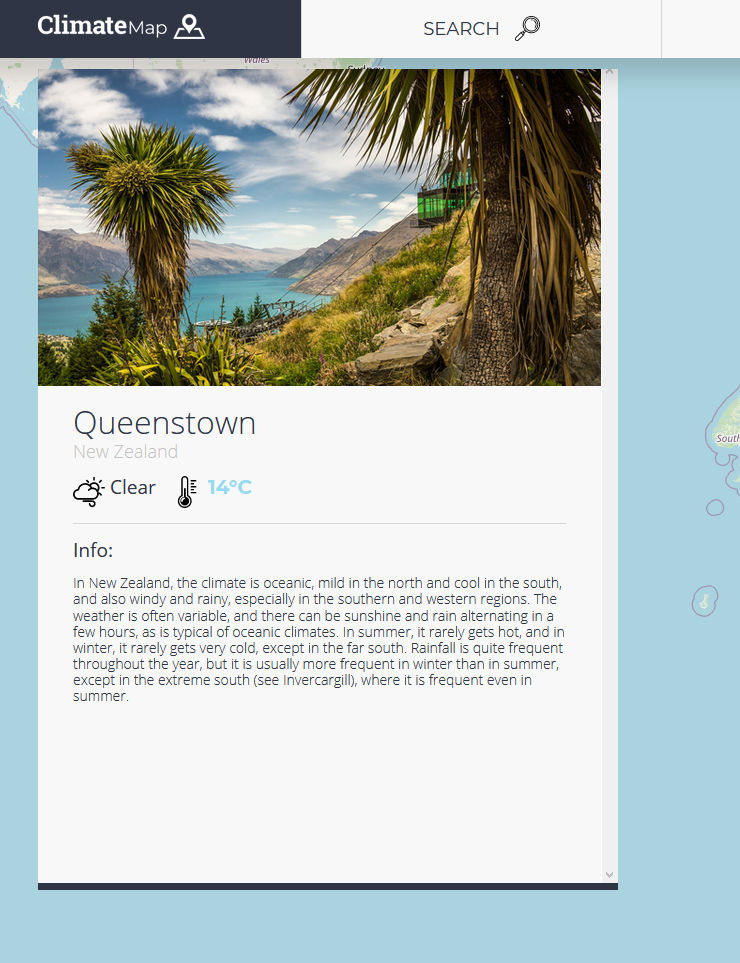 ClimateMap
SEARCH
Wales
Sydney
Queenstown
New Zealand
Clear
14°C
South
Info:
In New Zealand, the climate is oceanic, mild in the north and cool in the south,
and also windy and rainy, especially in the southern and western regions. The
weather is often variable, and there can be sunshine and rain alternating in a
few hours, as is typical of oceanic climates. In summer, it rarely gets hot, and in
winter, it rarely gets very cold, except in the far south. Rainfall is quite frequent
throughout the year, but it is usually more frequent in winter than in summer,
except in the extreme south (see Invercargill), where it is frequent even in
summer.